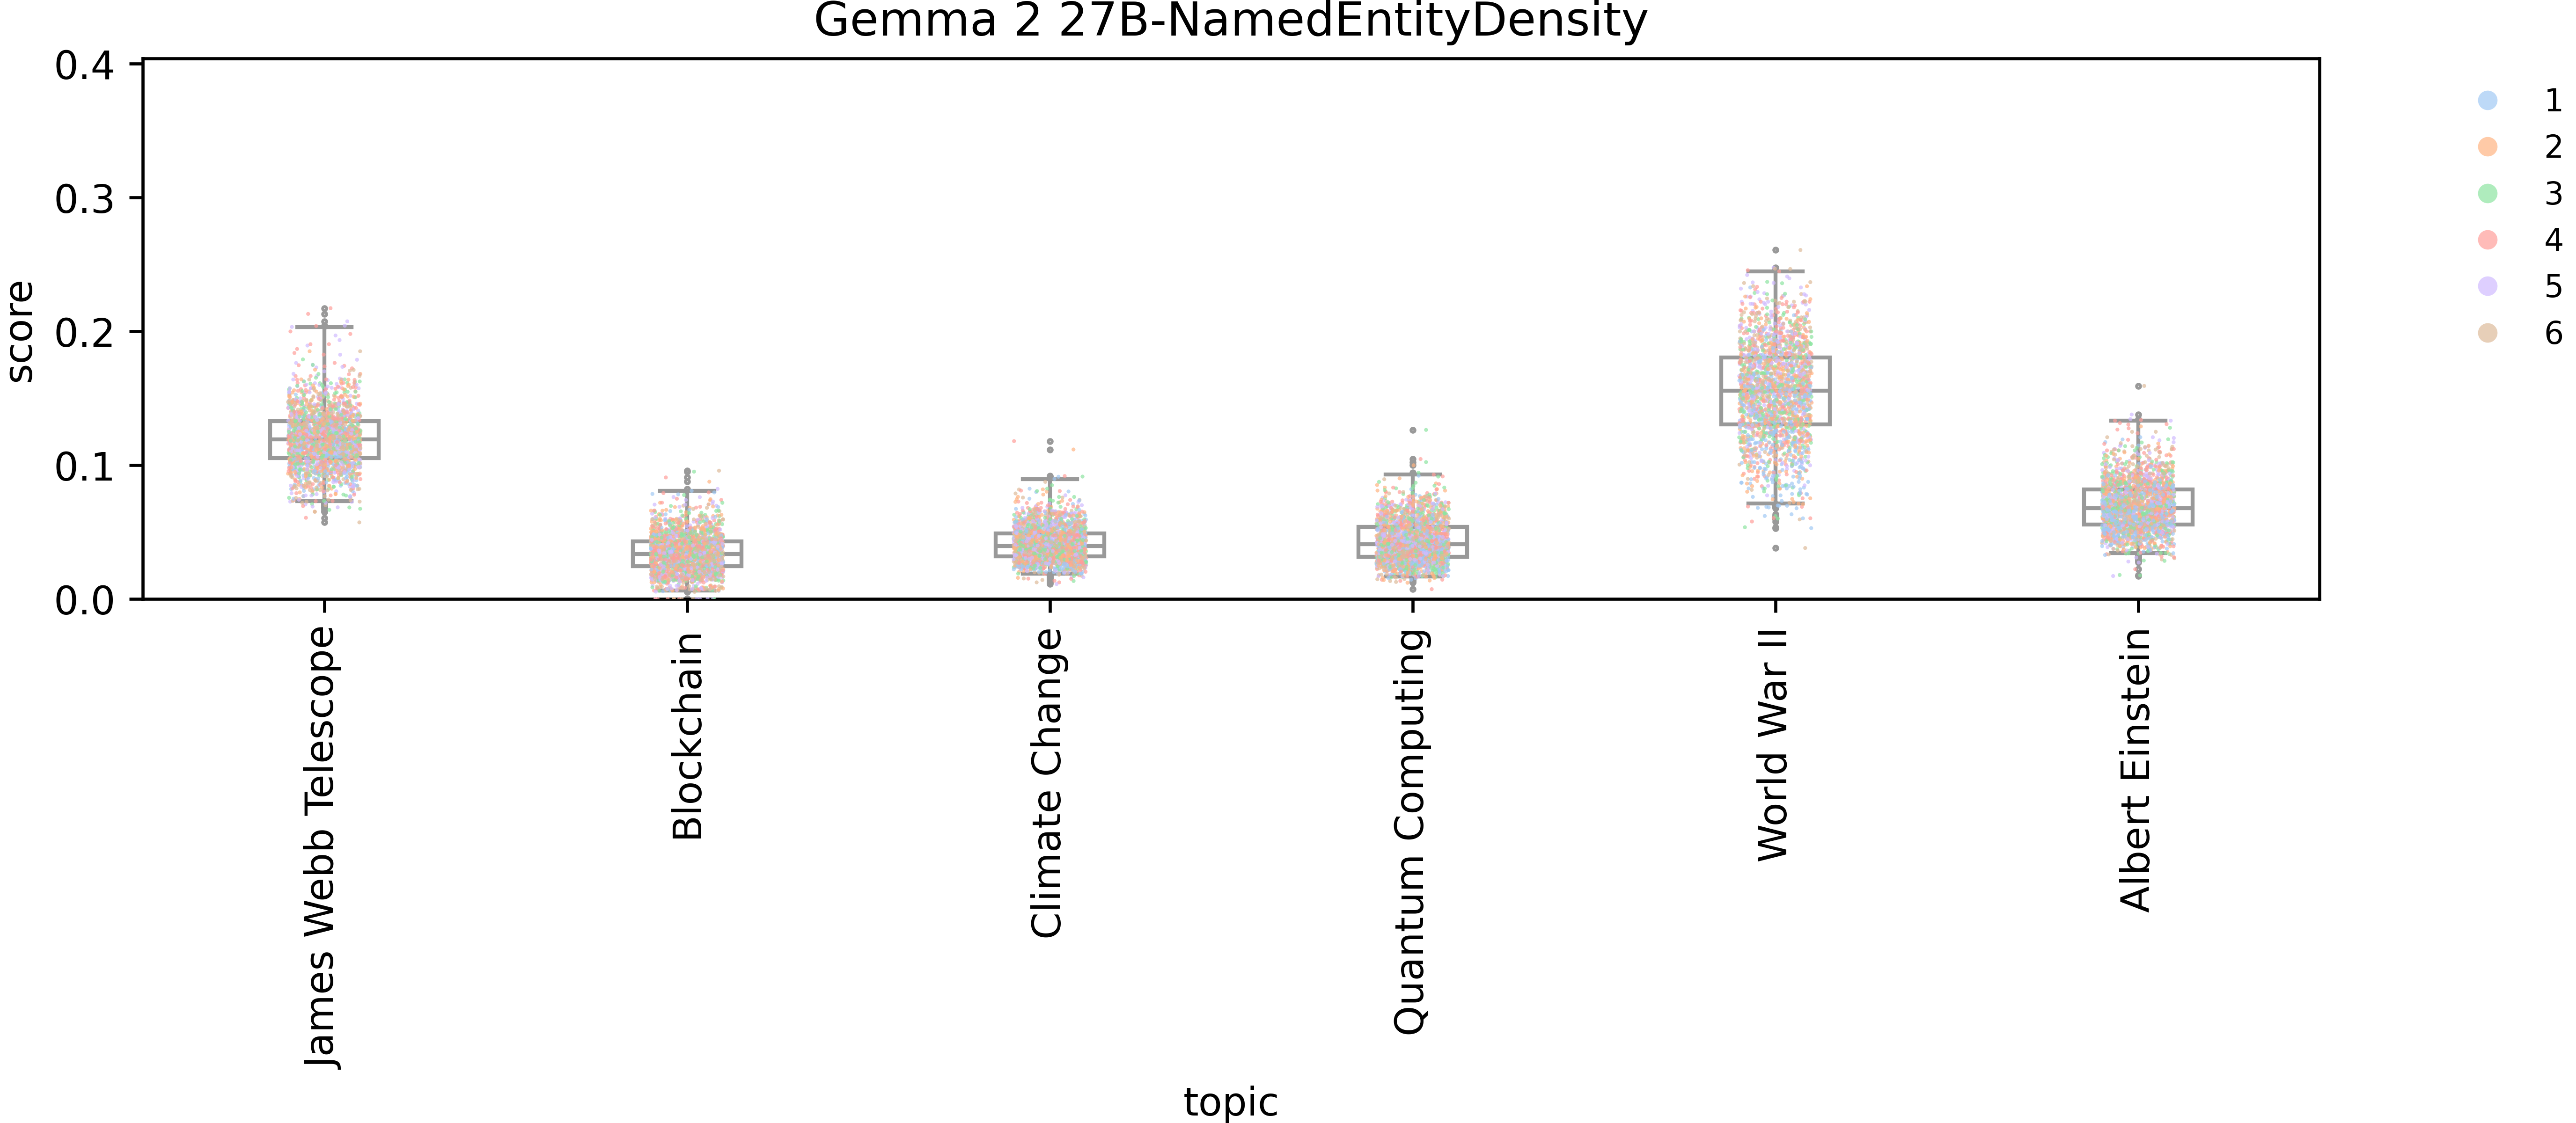 Gemma 2 27B-NamedEntityDensity
score
0.4
0.3
0.2
0.1
0.0
1
2
3
4
5
6
James Webb Telescope
Blockchain
Climate Change
Quantum Computing
World War II
Albert Einstein
topic